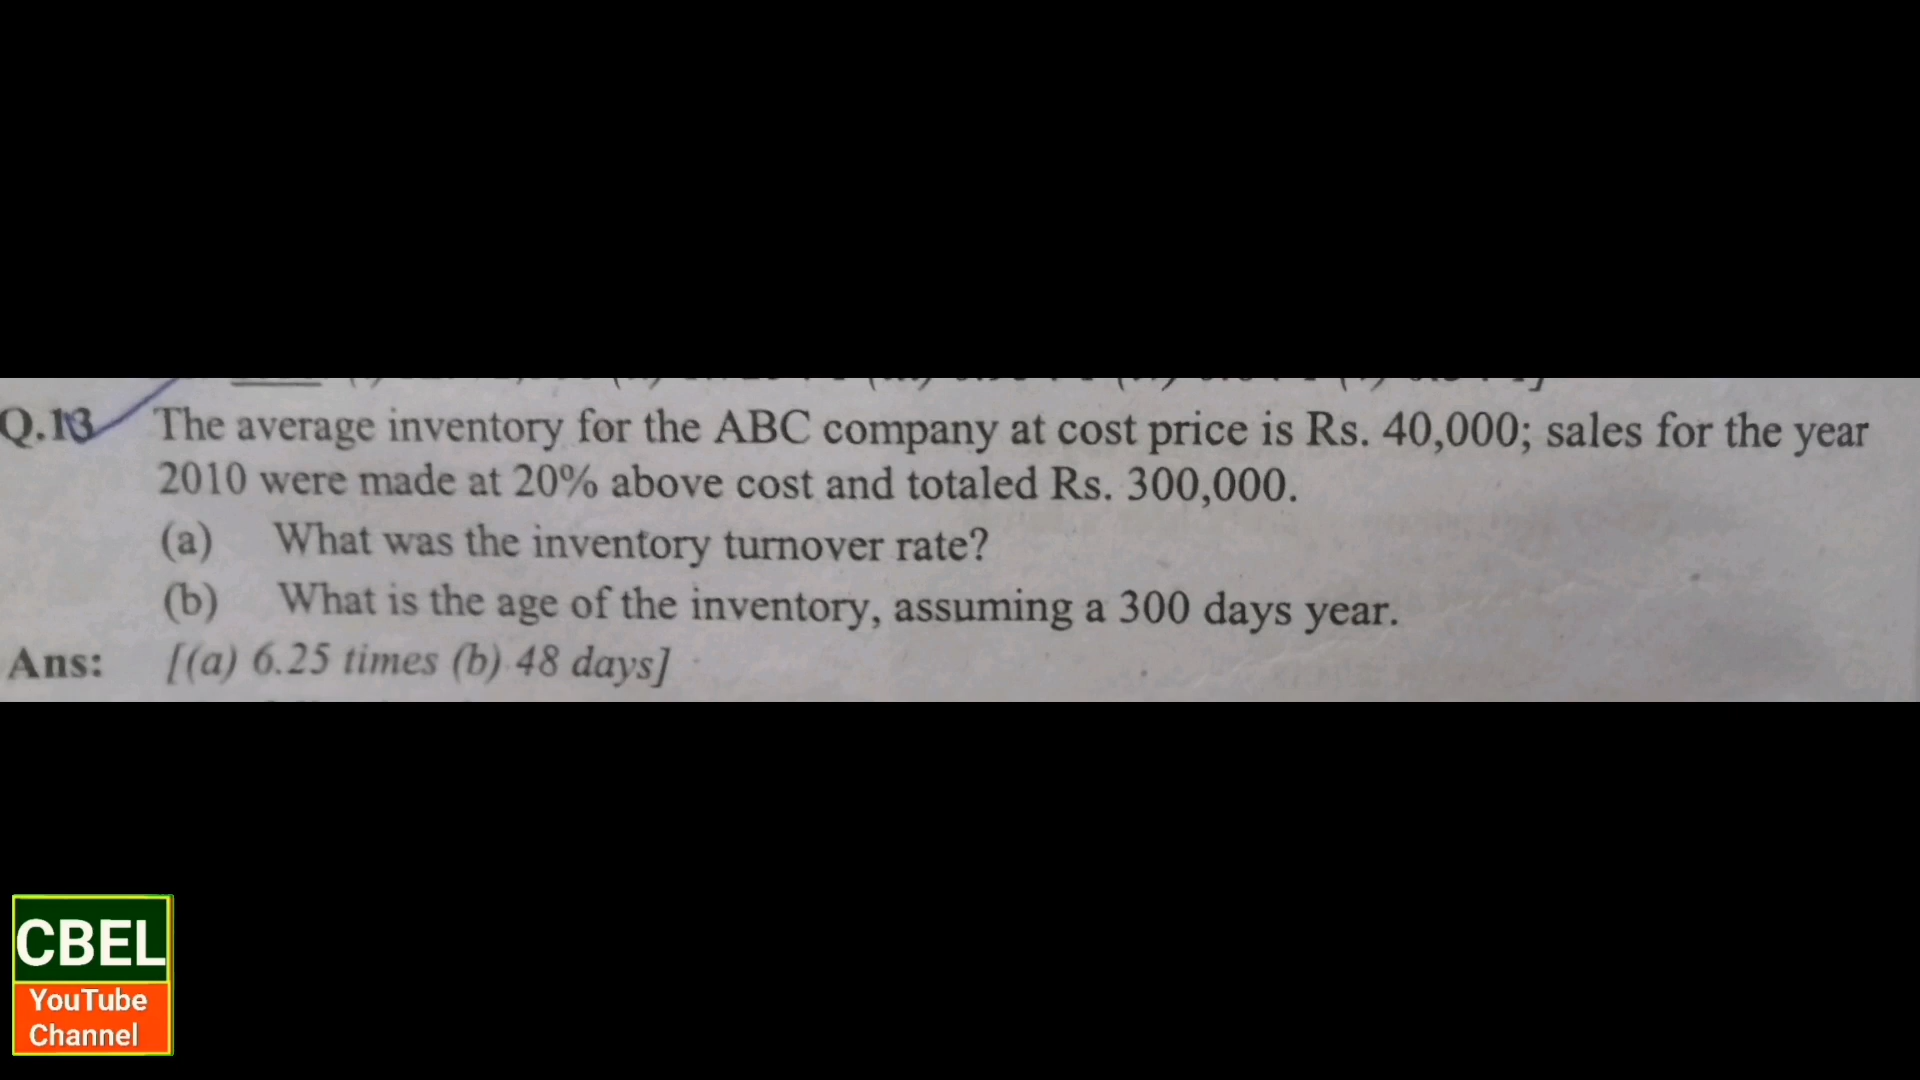 Q.13 The average inventory for the ABC company at cost price is Rs. 40,000; sales for the year
2010 were made at 20% above cost and totaled Rs. 300,000.
(a) What was the inventory turnover rate?
(b) What is the age of the inventory, assuming a 300 days year.
Ans: [(a) 6.25 times (b) 48 days]
CBEL
YouTube
Channel